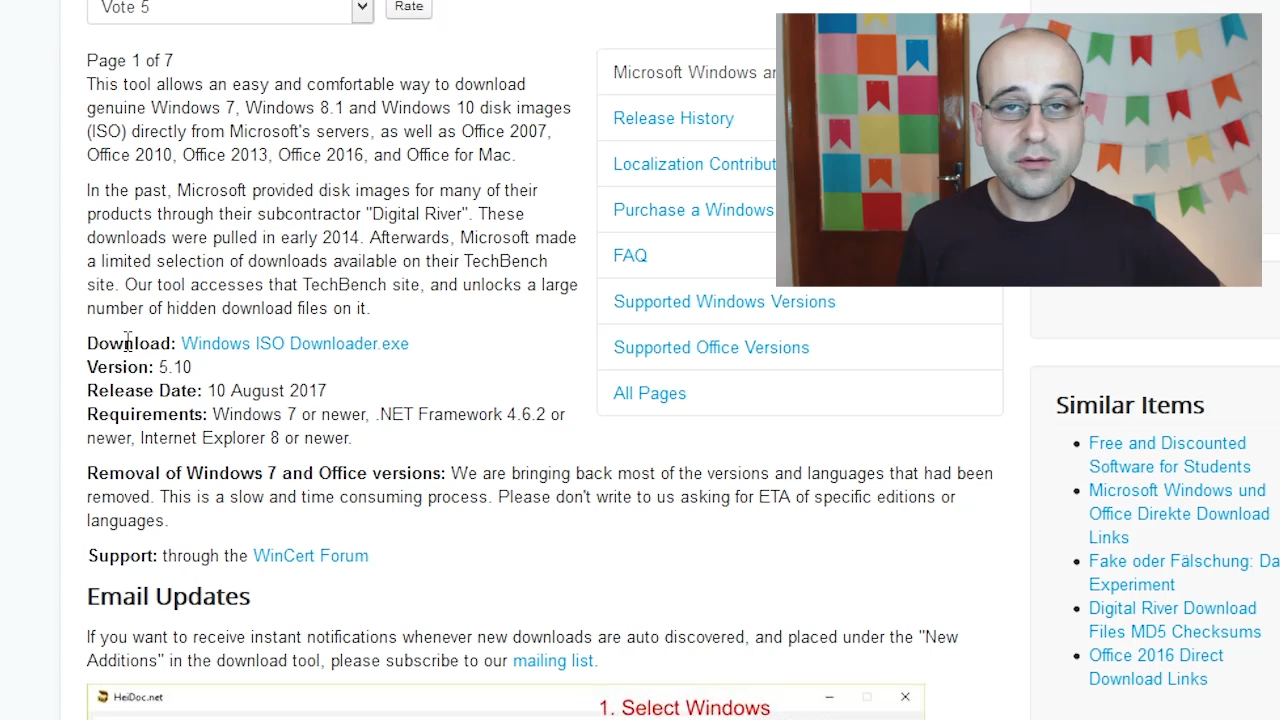 Vote 5
Rate
Page 1 of 7
This tool allows an easy and comfortable way to download
genuine Windows 7, Windows 8.1 and Windows 10 disk images
(ISO) directly from Microsoft's servers, as well as Office 2007,
Office 2010, Office 2013, Office 2016, and Office for Mac.
In the past, Microsoft provided disk images for many of their
products through their subcontractor "Digital River". These
downloads were pulled in early 2014. Afterwards, Microsoft made
a limited selection of downloads available on their TechBench
site. Our tool accesses that TechBench site, and unlocks a large
number of hidden download files on it.
Download: Windows ISO Downloader.exe
Version: 5.10
Release Date: 10 August 2017
Requirements: Windows 7 or newer, .NET Framework 4.6.2 or
newer, Internet Explorer 8 or newer.
Microsoft Windows ar
Release History
Localization Contribut
Purchase a Windows
FAQ
Supported Windows Versions
Supported Office Versions
All Pages
Removal of Windows 7 and Office versions: We are bringing back most of the versions and languages that had been
removed. This is a slow and time consuming process. Please don't write to us asking for ETA of specific editions or
languages.
Support: through the WinCert Forum
Email Updates
If you want to receive instant notifications whenever new downloads are auto discovered, and placed under the "New
Additions" in the download tool, please subscribe to our mailing list.
HeiDoc.net
1. Select Windows
Similar Items
Free and Discounted
Software for Students
Microsoft Windows und
Office Direkte Download
Links
Fake oder Fälschung: Da
Experiment
Digital River Download
Files MD5 Checksums
Office 2016 Direct
Download Links